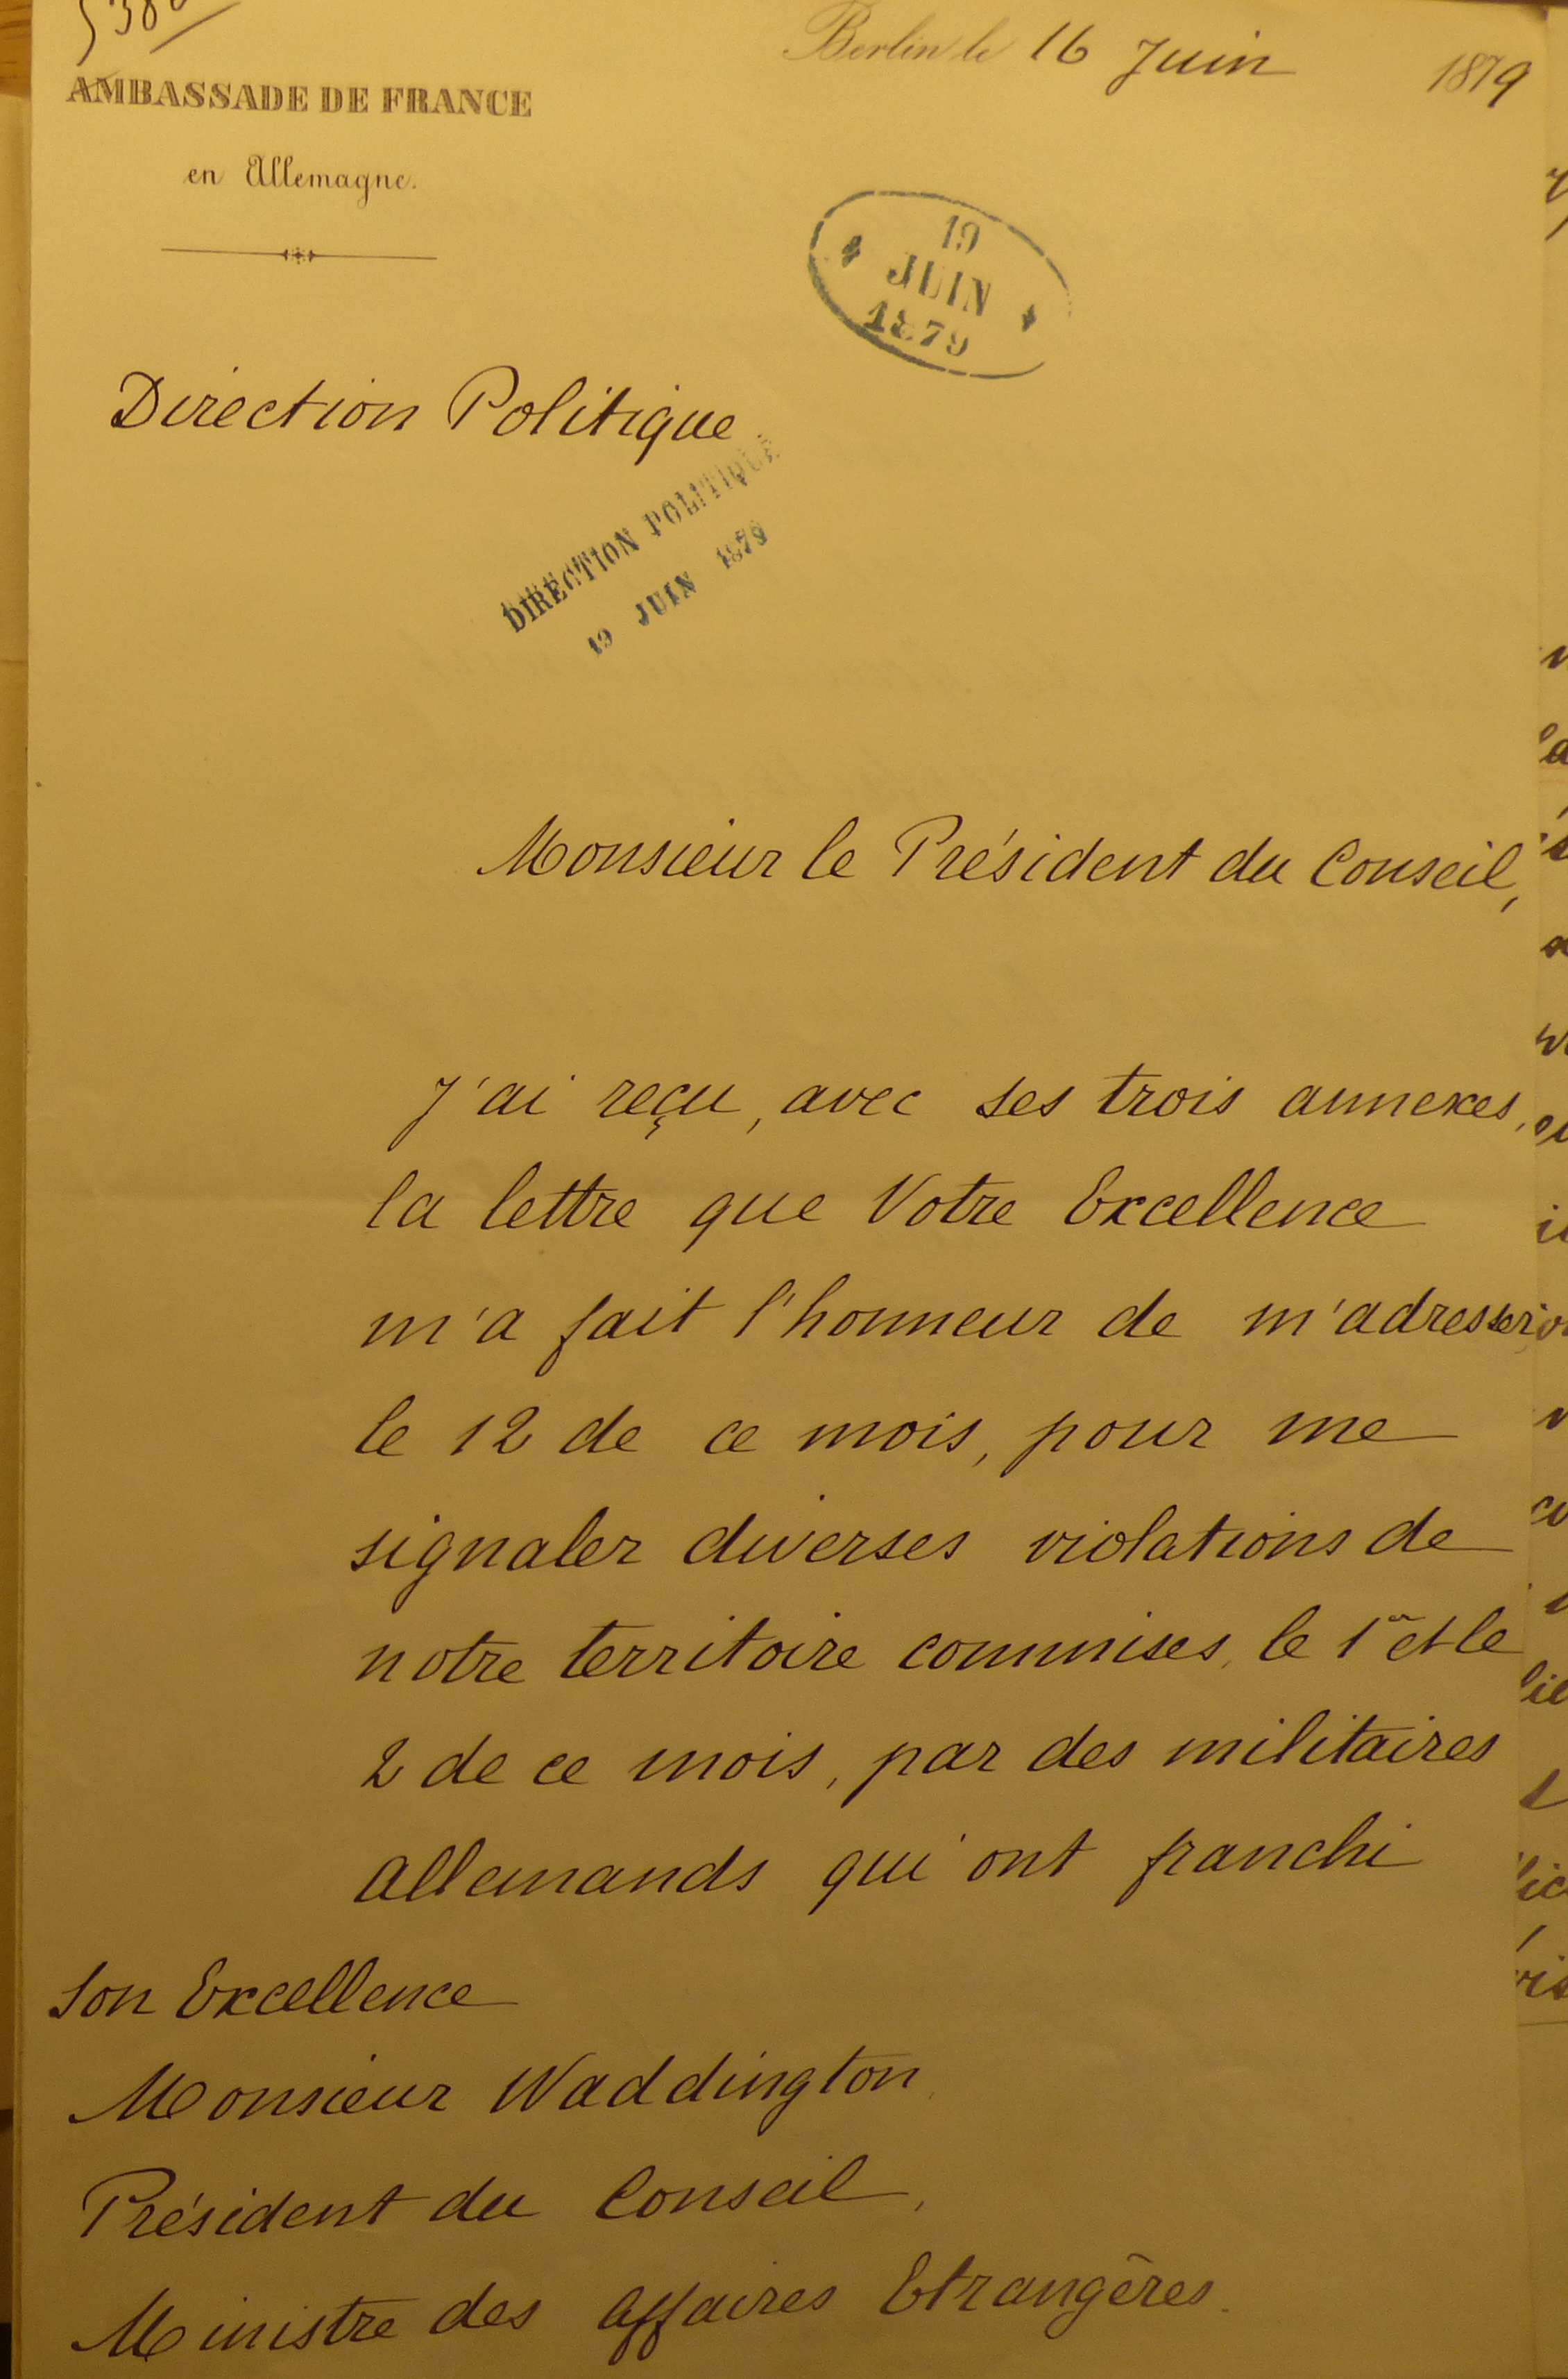 Berlin le 16 Juin 1879
AMBASSADE DE FRANCE
en Allemagne.
19
JUIN
1879
Direction Politique
DIRECTION POLITIQUE
19 JUIN 1879
Monsieur le Président du Conseil,
J'ai reçu, avec ses trois annexes,
la lettre que Votre Excellence
m'a fait l'honneur de m'adresser,
le 12 de ce mois, pour me
signaler diverses violations de
notre territoire commises, le 1er et le
2 de ce mois, par des militaires
allemands qui ont franchi
Son Excellence
Monsieur Waddington,
Président du Conseil,
Ministre des Affaires Etrangères.